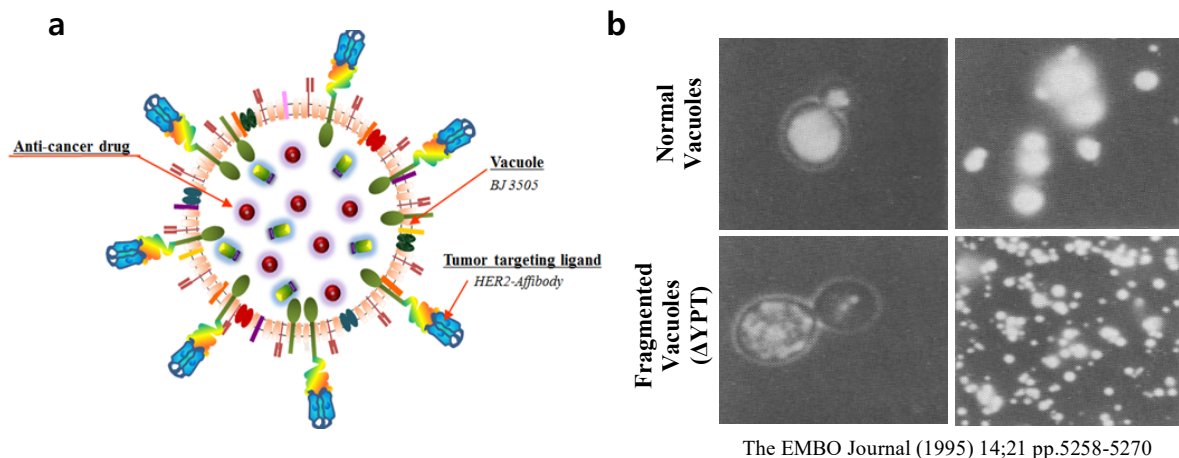 a
Anti-cancer drug
Vacuole
BJ 3505
Tumor targeting ligand
HER2-Affibody
b
Normal
Vacuoles
Fragmented
Vacuoles
(ΔYPT)
The EMBO Journal (1995) 14;21 pp.5258-5270